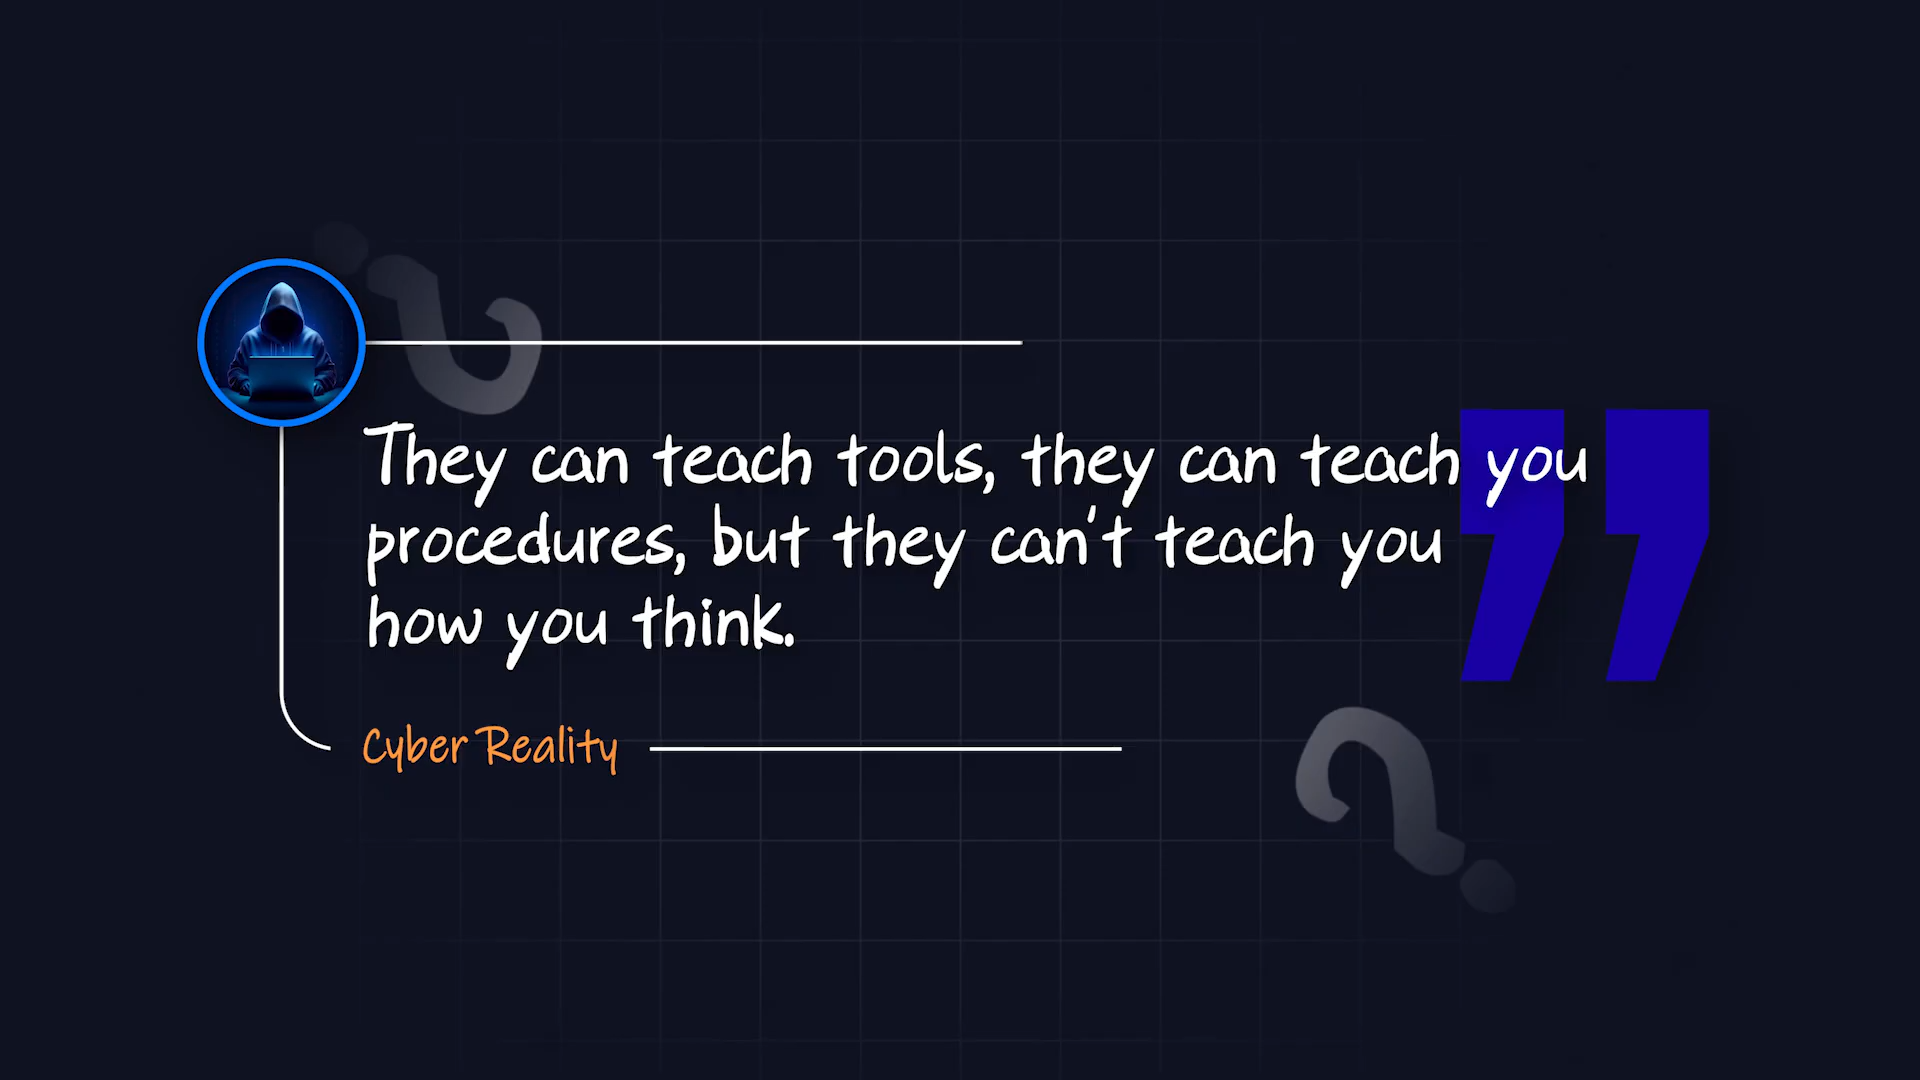 They can teach tools, they can teach you
procedures, but they can't teach you
how you think.
Cyber Reality